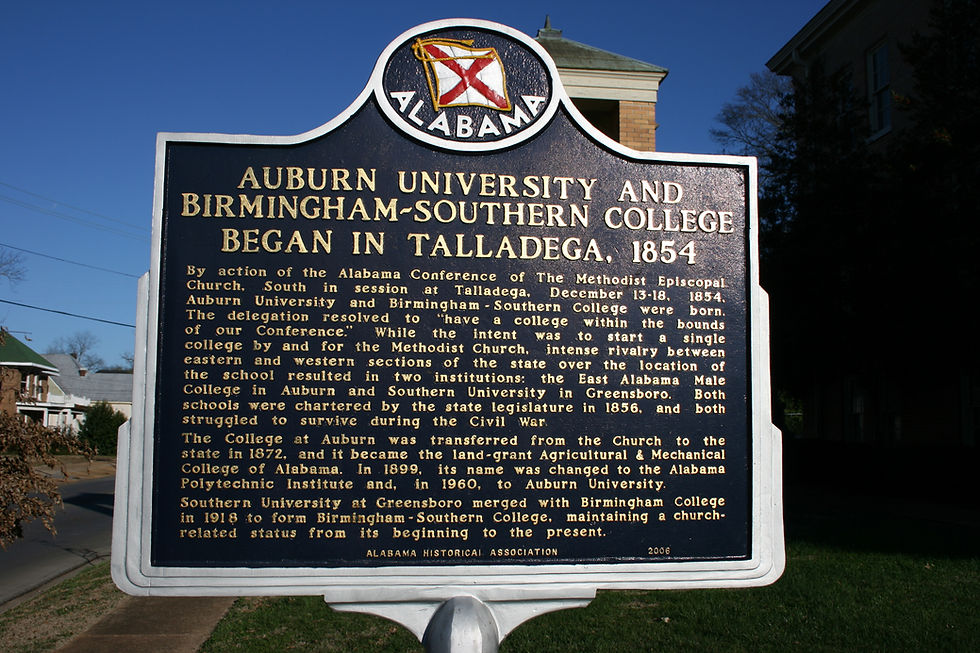 ALABAMA
AUBURN UNIVERSITY AND
BIRMINGHAM-SOUTHERN COLLEGE
BEGAN IN TALLADEGA, 1854
By action of the Alabama Conference of The Methodist Episcopal
Church, South in session at Talladega, December 13-18, 1854,
Auburn University and Birmingham-Southern College were born.
The delegation resolved to "have a college within the bounds
of our Conference." While the intent was to start a single
college by and for the Methodist Church, intense rivalry between
eastern and western sections of the state over the location of
the school resulted in two institutions: the East Alabama Male
College in Auburn and Southern University in Greensboro. Both
schools were chartered by the state legislature in 1856, and both
struggled to survive during the Civil War.
The College at Auburn was transferred from the Church to the
state in 1872, and it became the land-grant Agricultural & Mechanical
College of Alabama. In 1899, its name was changed to the Alabama
Polytechnic Institute and, in 1960, to Auburn University.
Southern University at Greensboro merged with Birmingham College
in 1918 to form Birmingham-Southern College, maintaining a church-
related status from its beginning to the present.
ALABAMA HISTORICAL ASSOCIATION 2006